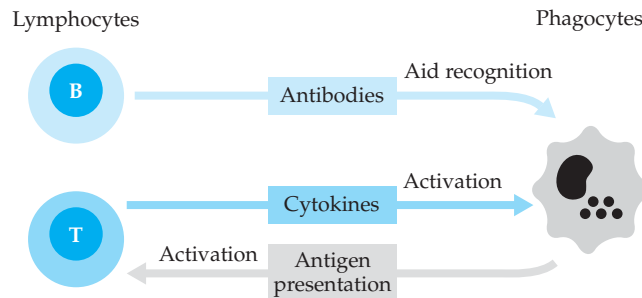 Lymphocytes
Phagocytes
B
Antibodies
Aid recognition
T
Cytokines
Activation
Activation
Antigen
presentation